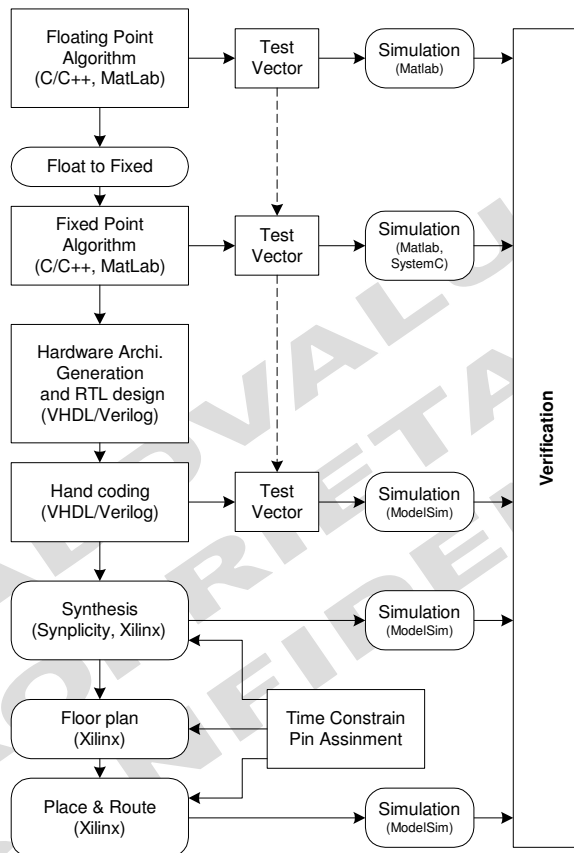 Floating Point
Algorithm
(C/C++, MatLab)
Test
Vector
Simulation
(Matlab)
Float to Fixed
Fixed Point
Algorithm
(C/C++, MatLab)
Test
Vector
Simulation
(Matlab,
SystemC)
Hardware Archi.
Generation
and RTL design
(VHDL/Verilog)
Hand coding
(VHDL/Verilog)
Test
Vector
Simulation
(ModelSim)
Synthesis
(Synplicity, Xilinx)
Simulation
(ModelSim)
Floor plan
(Xilinx)
Time Constrain
Pin Assinment
Place & Route
(Xilinx)
Simulation
(ModelSim)
Verification